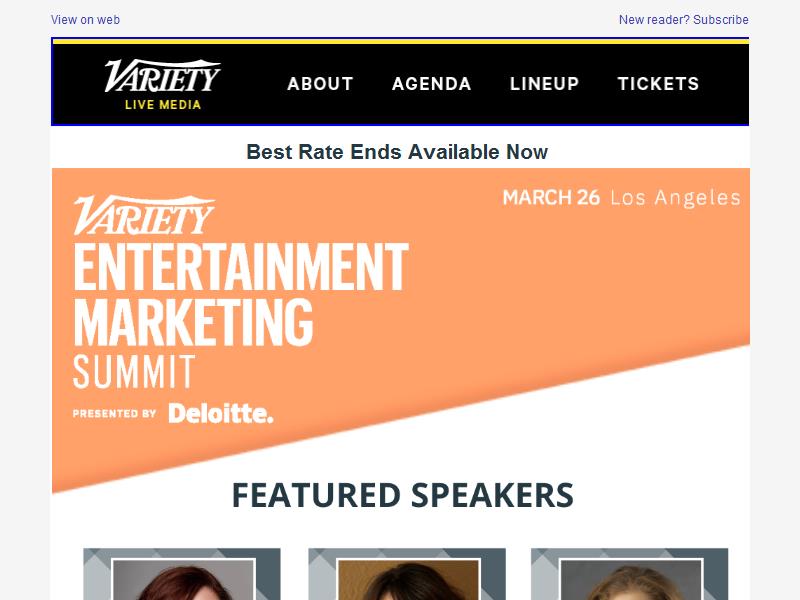 View on web
New reader? Subscribe
VARIETY
LIVE MEDIA
ABOUT
AGENDA
LINEUP
TICKETS
Best Rate Ends Available Now
MARCH 26 Los Angeles
VARIETY
ENTERTAINMENT
MARKETING
SUMMIT
PRESENTED BY Deloitte.
FEATURED SPEAKERS